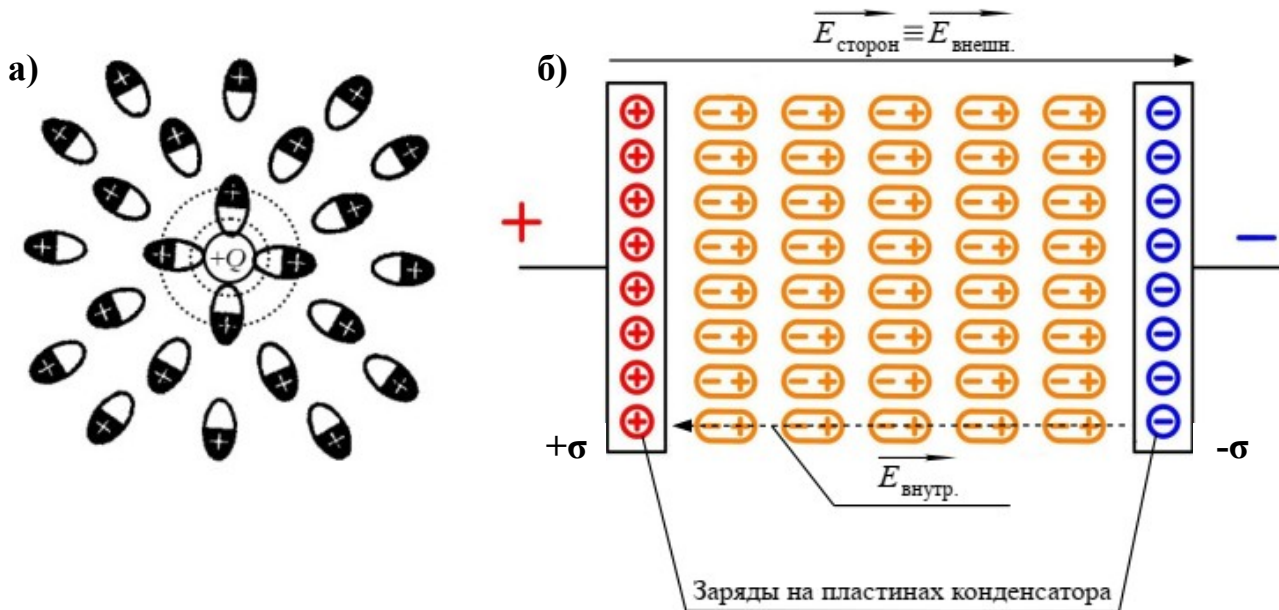 а)
+Q
б)
E сторон ≡ E внешн.
+
−
+σ
-σ
E внутр.
Заряды на пластинах конденсатора